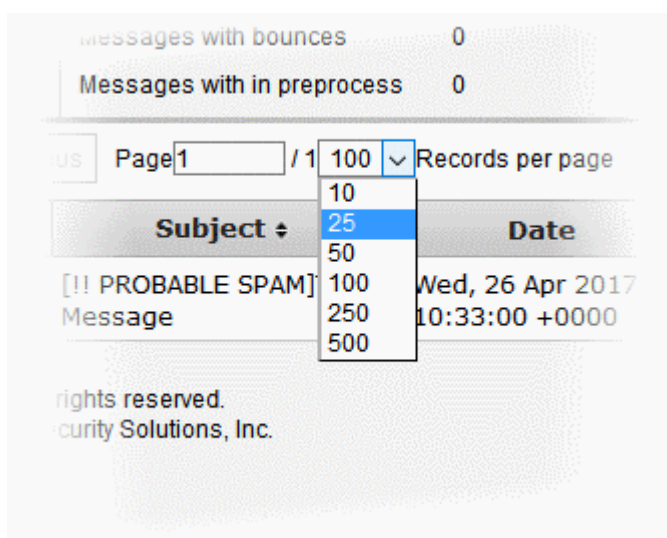 Messages with bounces 0
Messages with in preprocess 0
us Page 1 / 1 100 Records per page
10
25
50
100
250
500
Subject Date
[!! PROBABLE SPAM] Wed, 26 Apr 2017
Message 10:33:00 +0000
rights reserved.
curity Solutions, Inc.